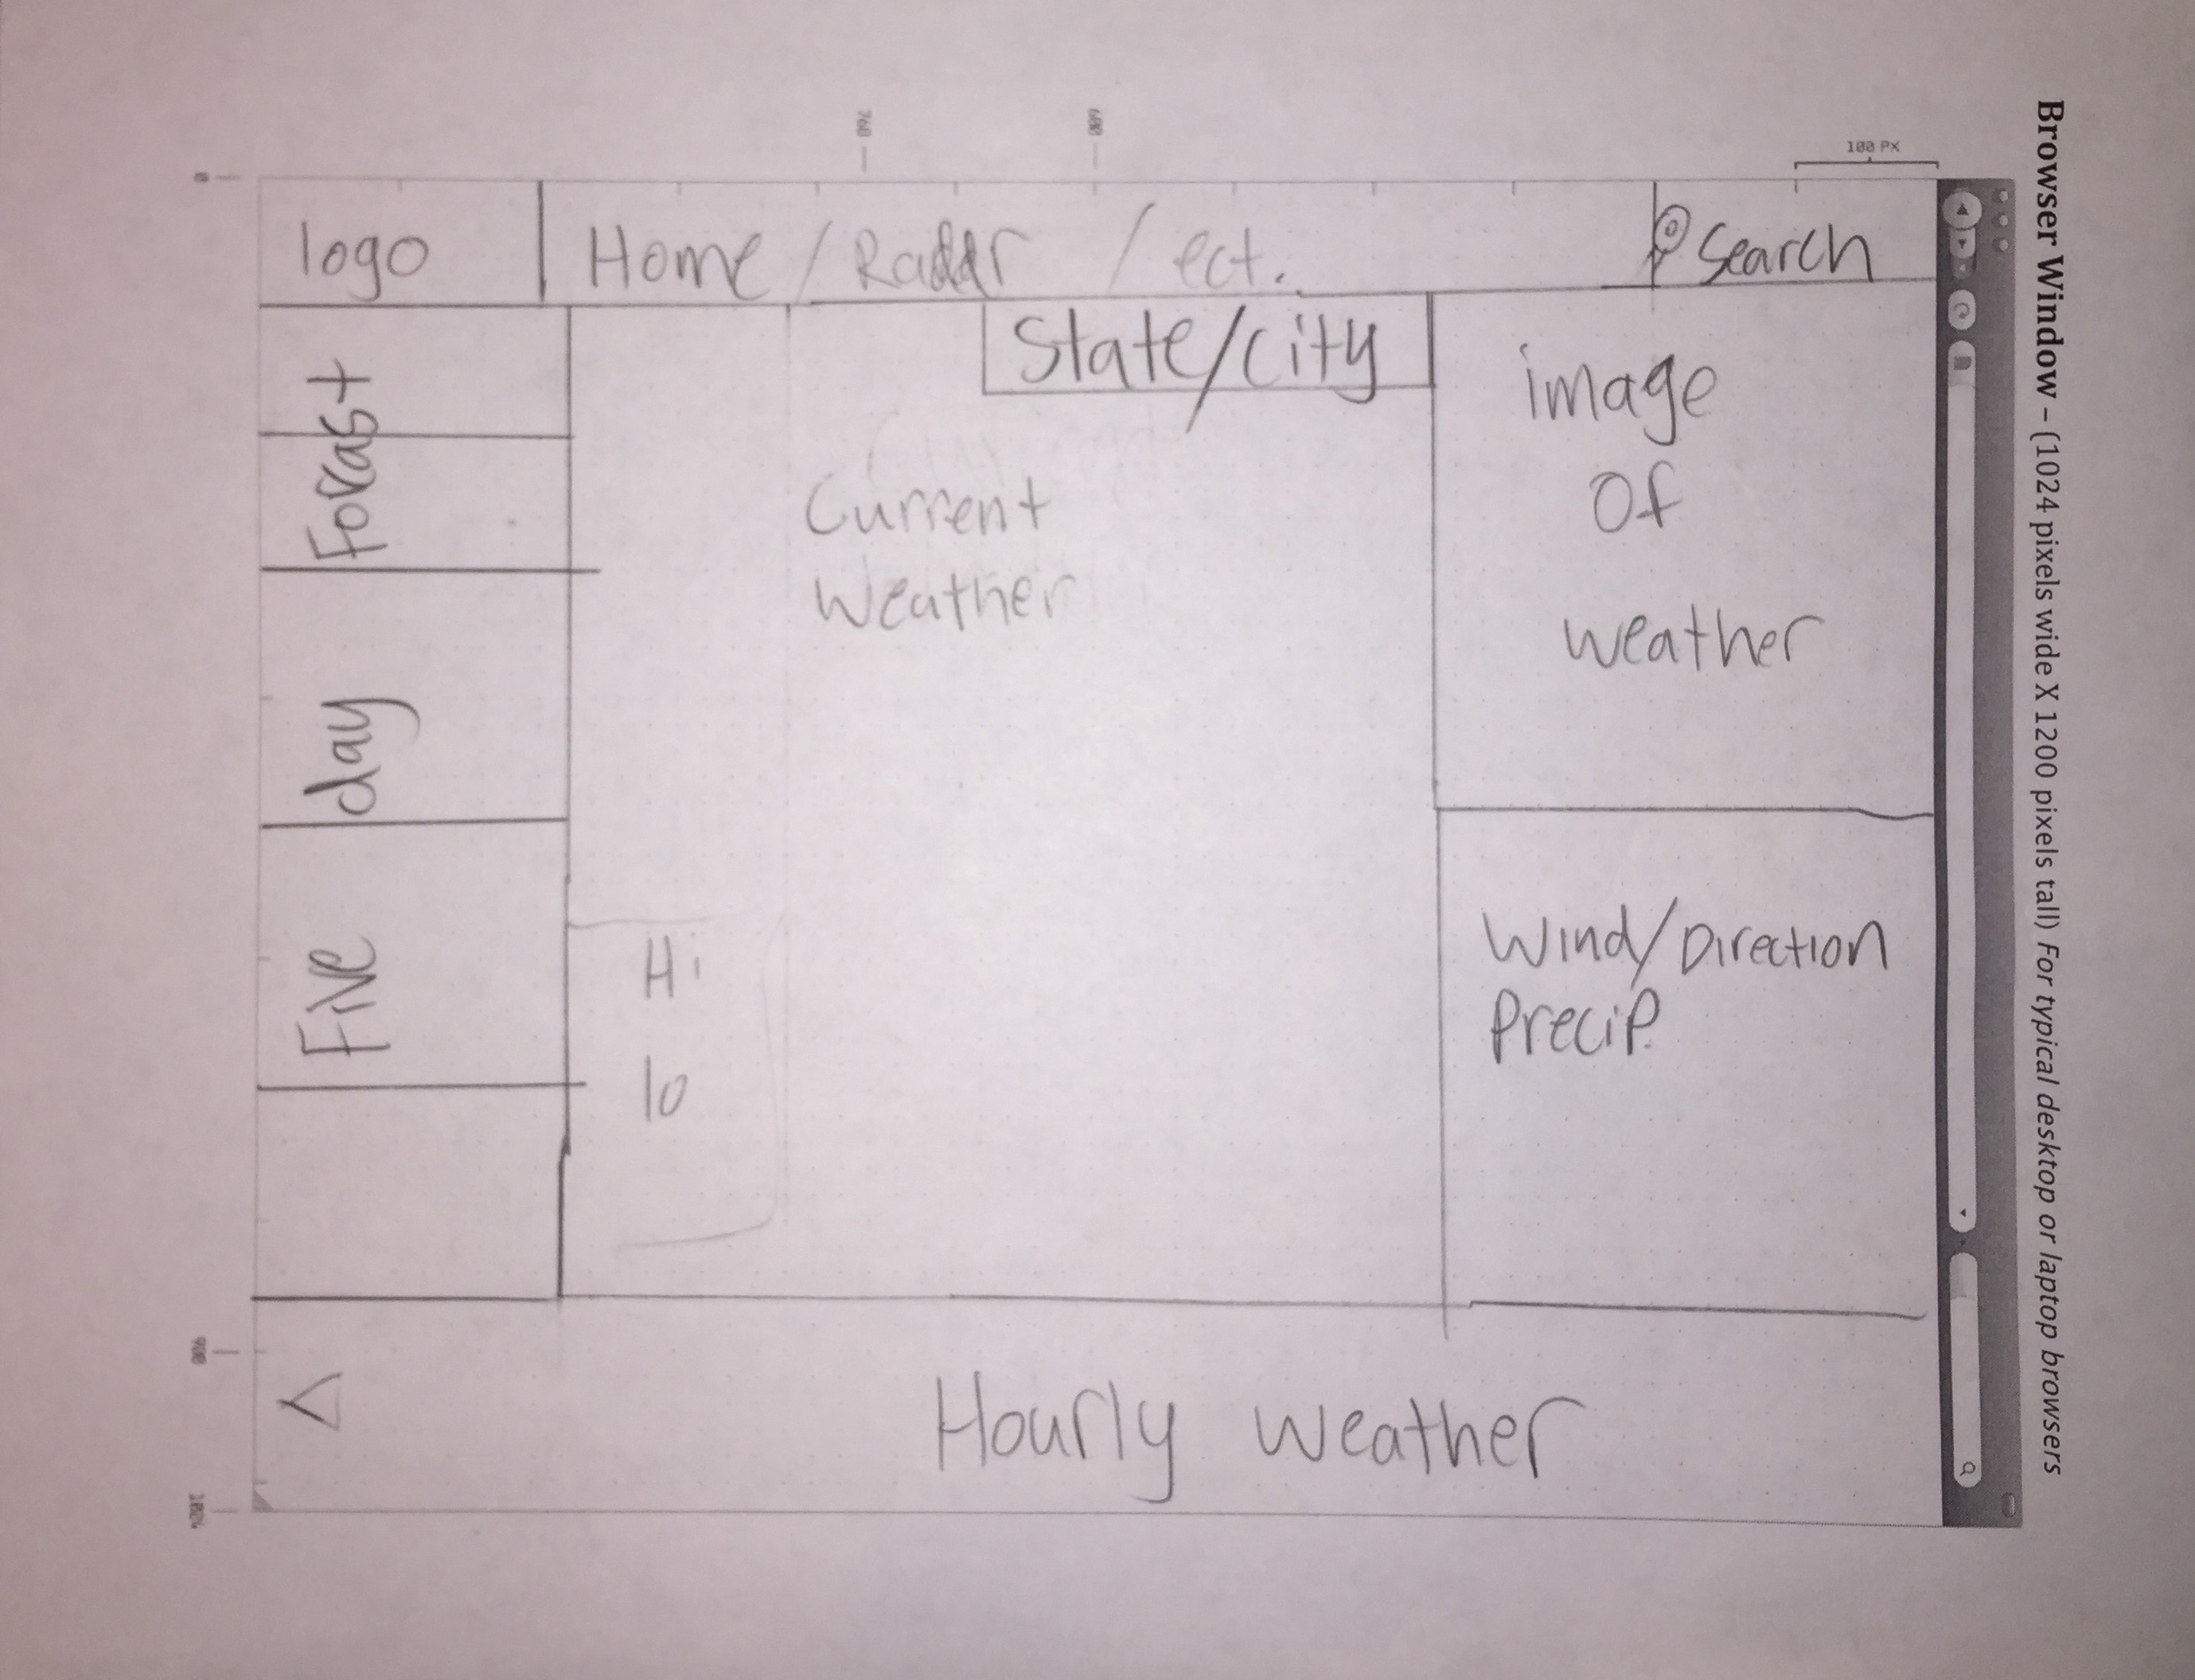 Browser Window – (1024 pixels wide X 1200 pixels tall) For typical desktop or laptop browsers
100 PX
600
760
0
900
1024
logo
Home / Radar / ect.
Search
State/city
image
Of
weather
Current
Weather
Wind/Direction
Precip.
Hi
lo
Five
day
Forcast
Hourly weather